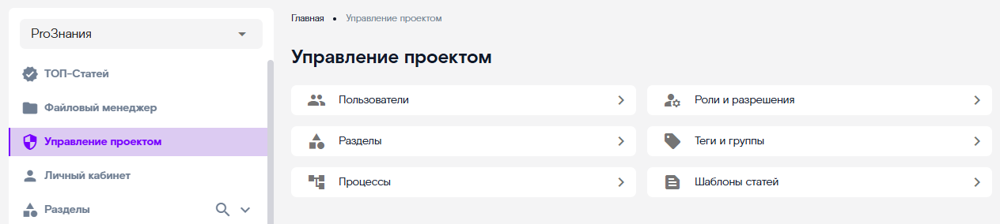 ProЗнания
ТОП-Статей
Файловый менеджер
Управление проектом
Личный кабинет
Разделы
Главная • Управление проектом
Управление проектом
Пользователи
Роли и разрешения
Разделы
Теги и группы
Процессы
Шаблоны статей